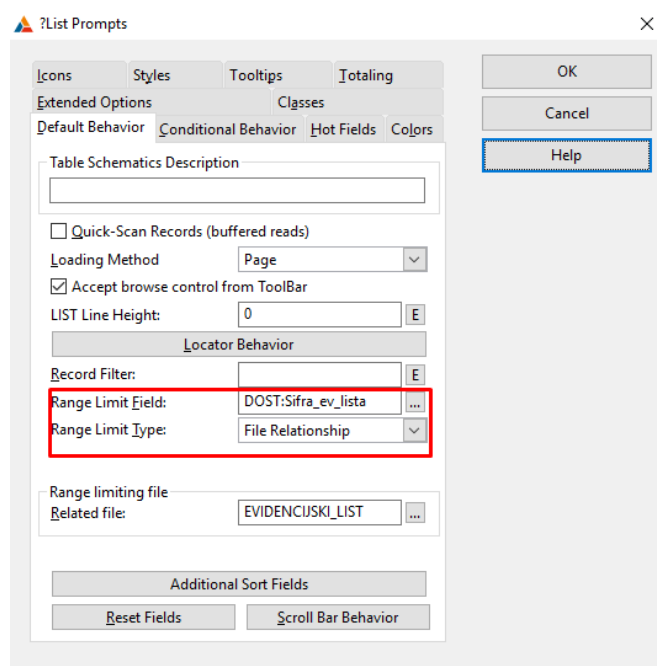 ?List Prompts
Icons Styles Tooltips Totaling
Extended Options Classes
Default Behavior Conditional Behavior Hot Fields Colors
OK
Cancel
Help
Table Schematics Description
Quick-Scan Records (buffered reads)
Loading Method Page
Accept browse control from ToolBar
LIST Line Height: 0 E
Locator Behavior
Record Filter: E
Range Limit Field: DOST:Sifra_ev_lista ...
Range Limit Type: File Relationship
Range limiting file
Related file: EVIDENCIJSKI_LIST ...
Additional Sort Fields
Reset Fields Scroll Bar Behavior